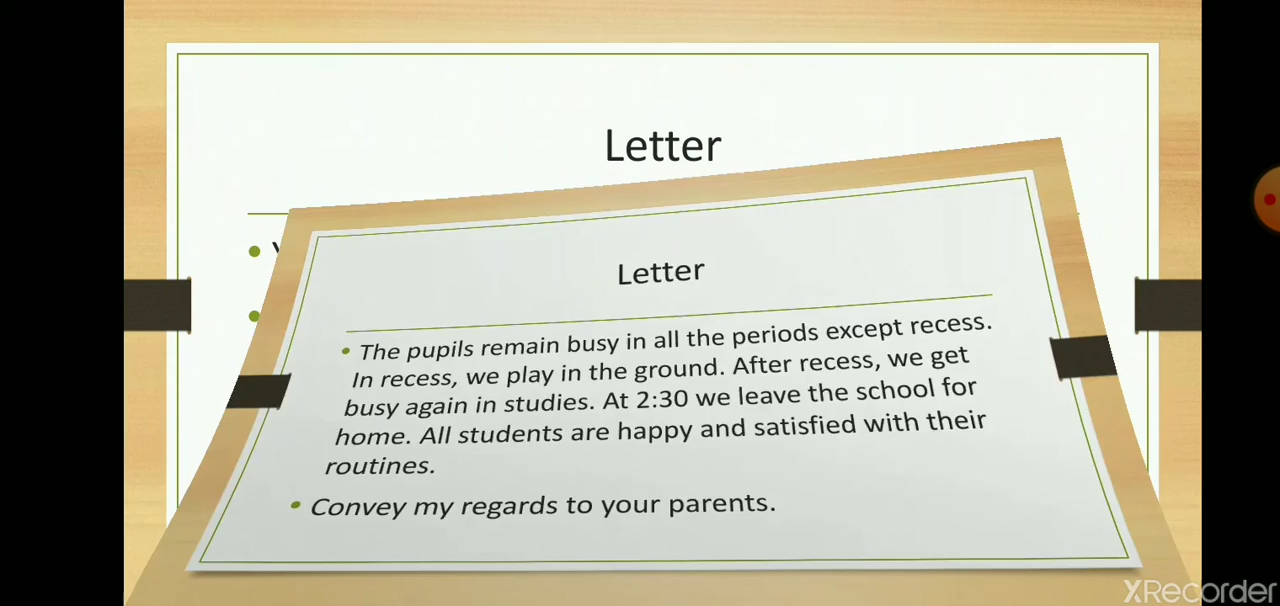 Letter
Letter
• The pupils remain busy in all the periods except recess.
In recess, we play in the ground. After recess, we get
busy again in studies. At 2:30 we leave the school for
home. All students are happy and satisfied with their
routines.
• Convey my regards to your parents.
XRecorder